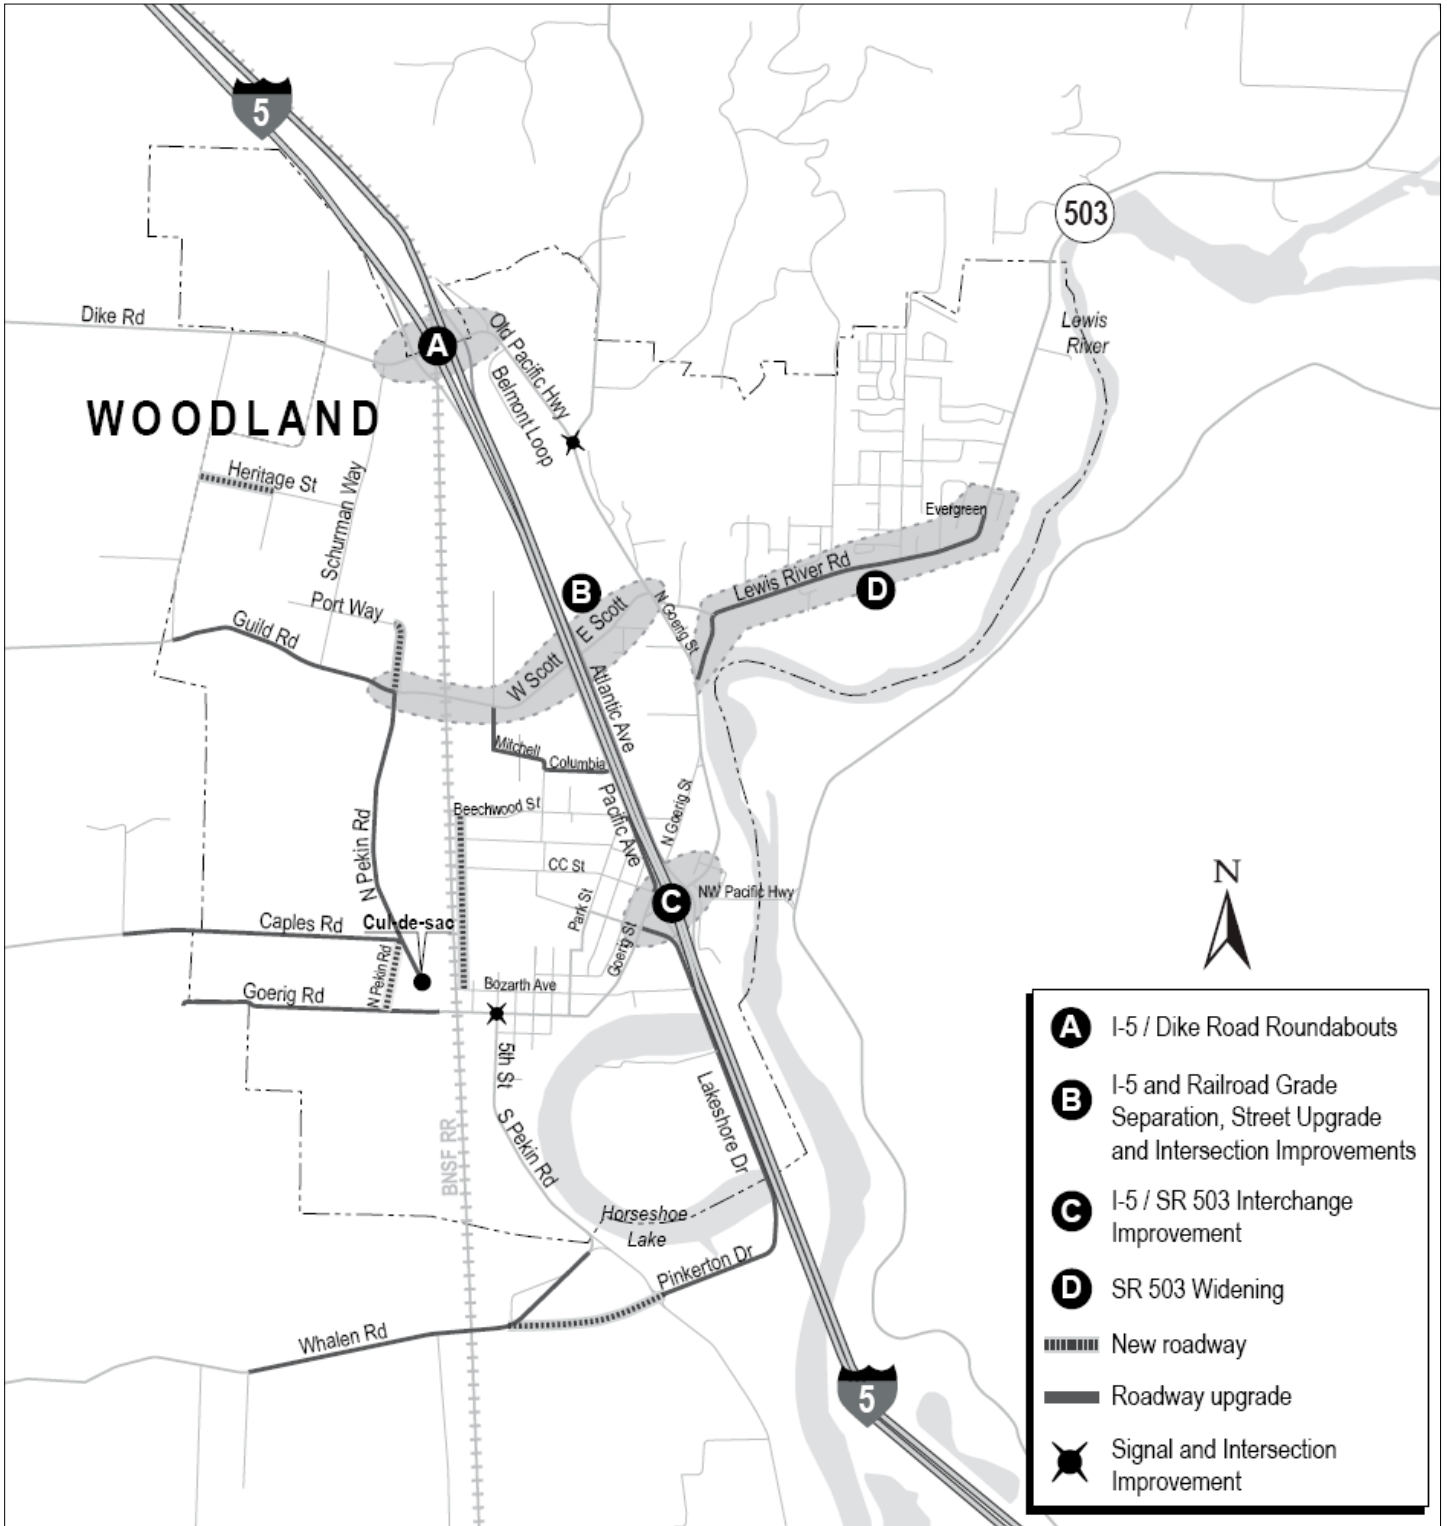 5
503
Dike Rd
Lewis
River
A
Old Pacific Hwy
Belmont Loop
WOODLAND
Heritage St
Schurman Way
Evergreen
Lewis River Rd
D
B
E Scott
N Goerig St
Port Way
Guild Rd
W Scott
Atlantic Ave
Mitchell
Columbia
Pacific Ave
N Goerig St
Beechwood St
N Pekin Rd
CC St
C
NW Pacific Hwy
Park St
Goerig St
Caples Rd
Cul-de-sac
N Pekin Rd
Goerig Rd
Bozarth Ave
5th St
Lakeshore Dr
S Pekin Rd
BNSF RR
Horseshoe
Lake
Pinkerton Dr
Whalen Rd
5
N
A I-5 / Dike Road Roundabouts
B I-5 and Railroad Grade
Separation, Street Upgrade
and Intersection Improvements
C I-5 / SR 503 Interchange
Improvement
D SR 503 Widening
New roadway
Roadway upgrade
Signal and Intersection
Improvement